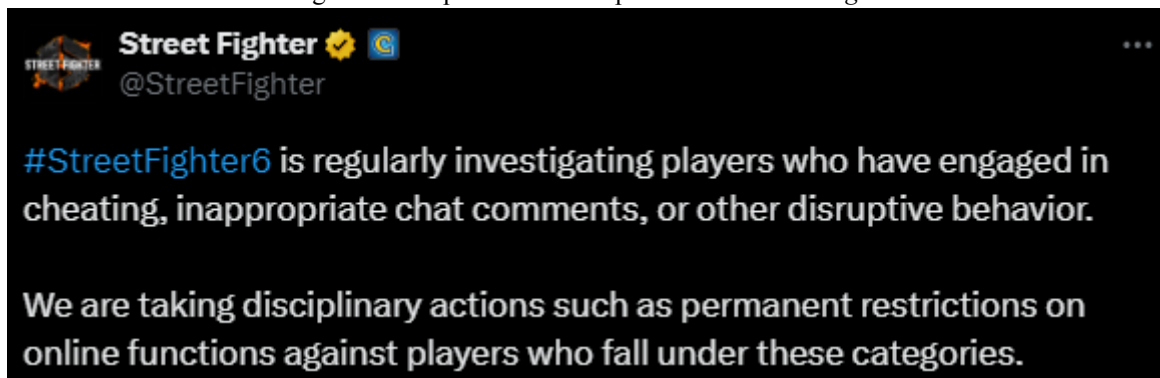 Street Fighter
@StreetFighter
#StreetFighter6 is regularly investigating players who have engaged in
cheating, inappropriate chat comments, or other disruptive behavior.
We are taking disciplinary actions such as permanent restrictions on
online functions against players who fall under these categories.